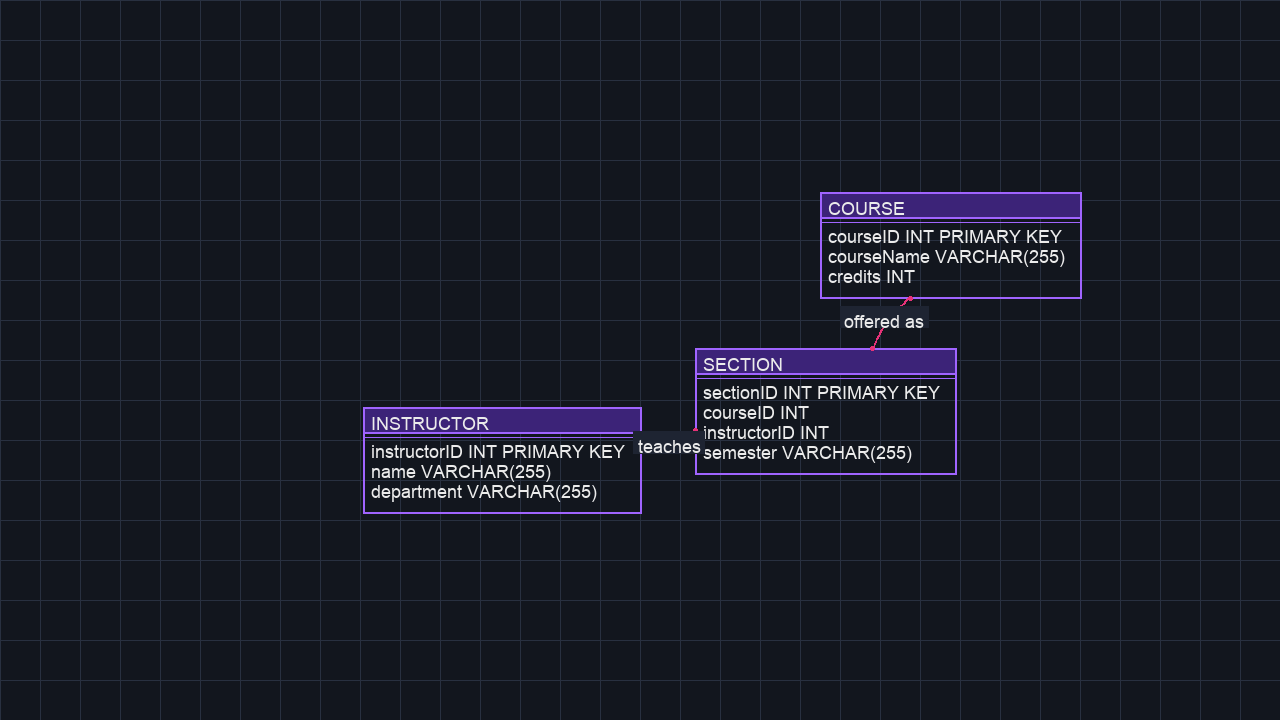 COURSE
courseID INT PRIMARY KEY
courseName VARCHAR(255)
credits INT
offered as
SECTION
sectionID INT PRIMARY KEY
courseID INT
instructorID INT
semester VARCHAR(255)
teaches
INSTRUCTOR
instructorID INT PRIMARY KEY
name VARCHAR(255)
department VARCHAR(255)